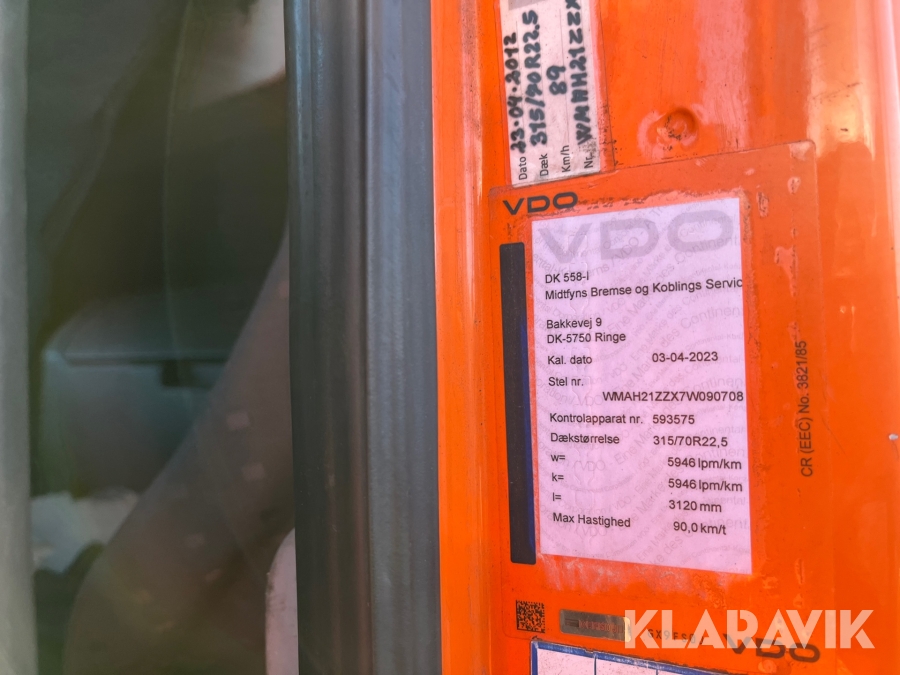 Dato 23.04.2012
Dæk 315/70R22.5
Km/h 89
Nr. WMAH21ZZX
VDO
VDO
DK 558-I
Midtfyns Bremse og Koblings Servic
Bakkevej 9
DK-5750 Ringe
Kal. dato 03-04-2023
Stel nr.
WMAH21ZZX7W090708
Kontrolapparat nr. 593575
Dækstørrelse 315/70R22,5
w= 5946 lpm/km
k= 5946 lpm/km
l= 3120 mm
Max Hastighed 90,0 km/t
CR (EEC) No. 3821/85
KLARAVIK
VDO